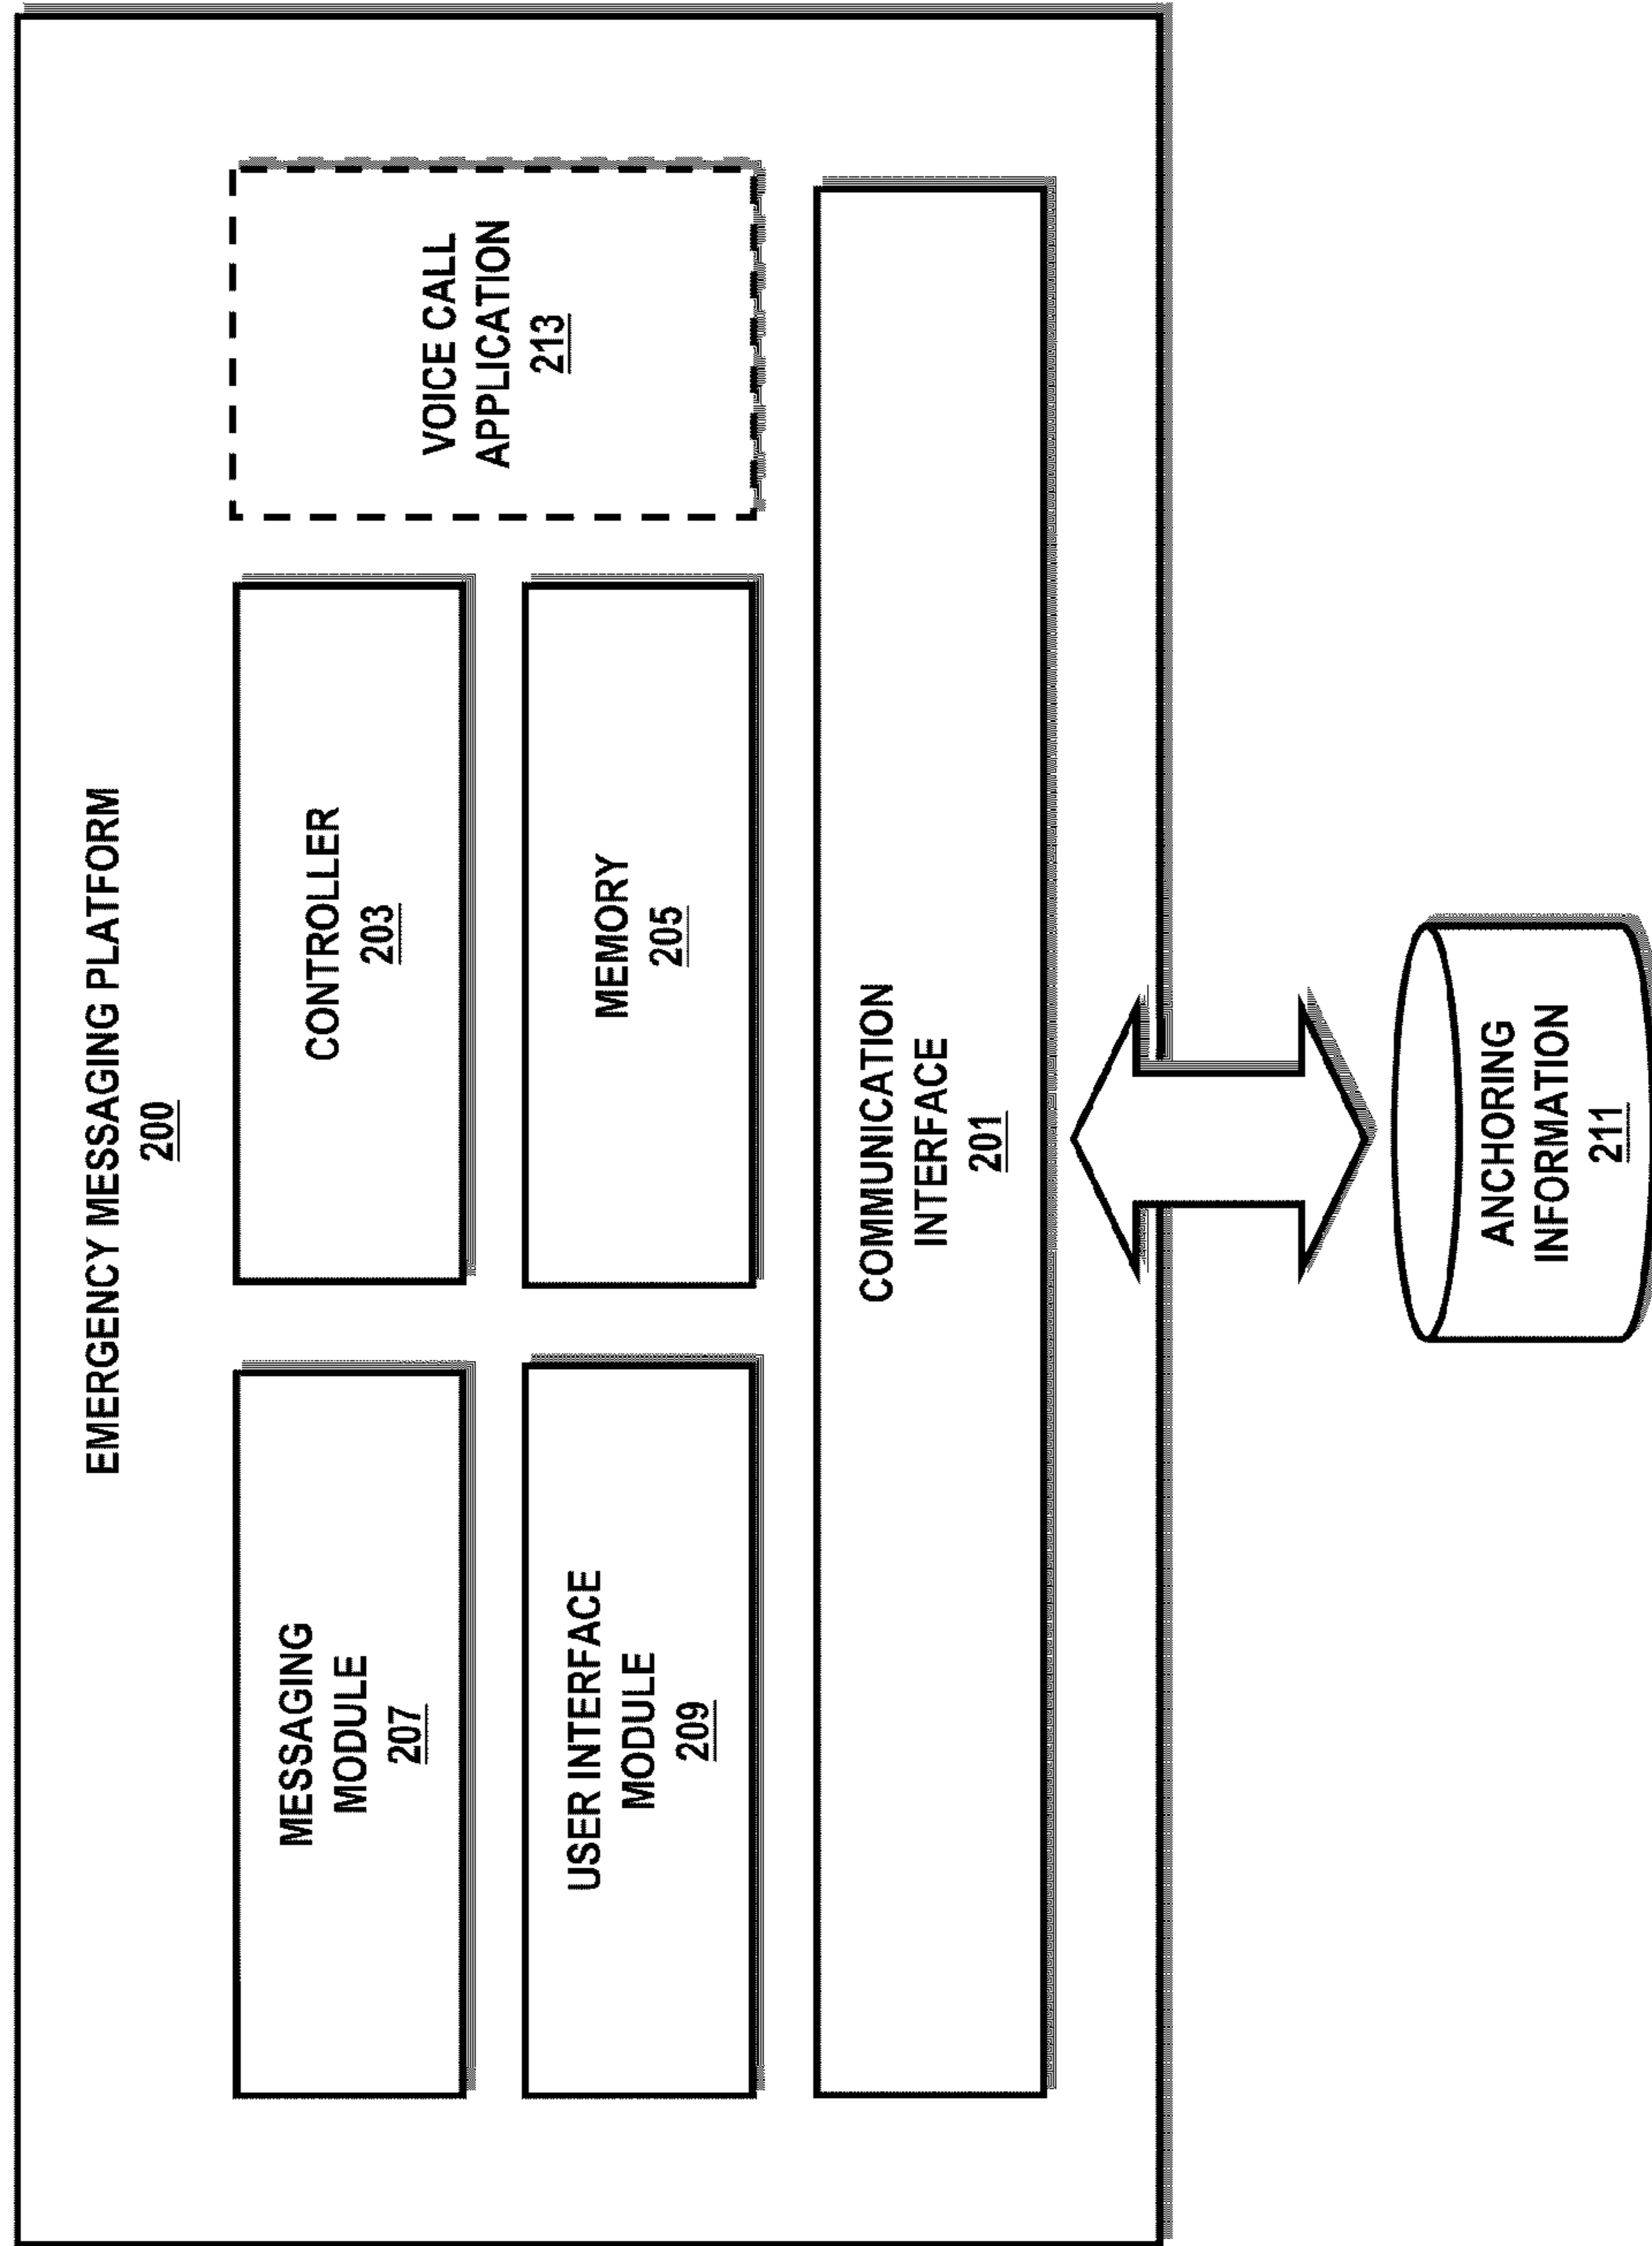 EMERGENCY MESSAGING PLATFORM
200
MESSAGING
MODULE
207
CONTROLLER
203
VOICE CALL
APPLICATION
213
USER INTERFACE
MODULE
209
MEMORY
205
COMMUNICATION
INTERFACE
201
ANCHORING
INFORMATION
211